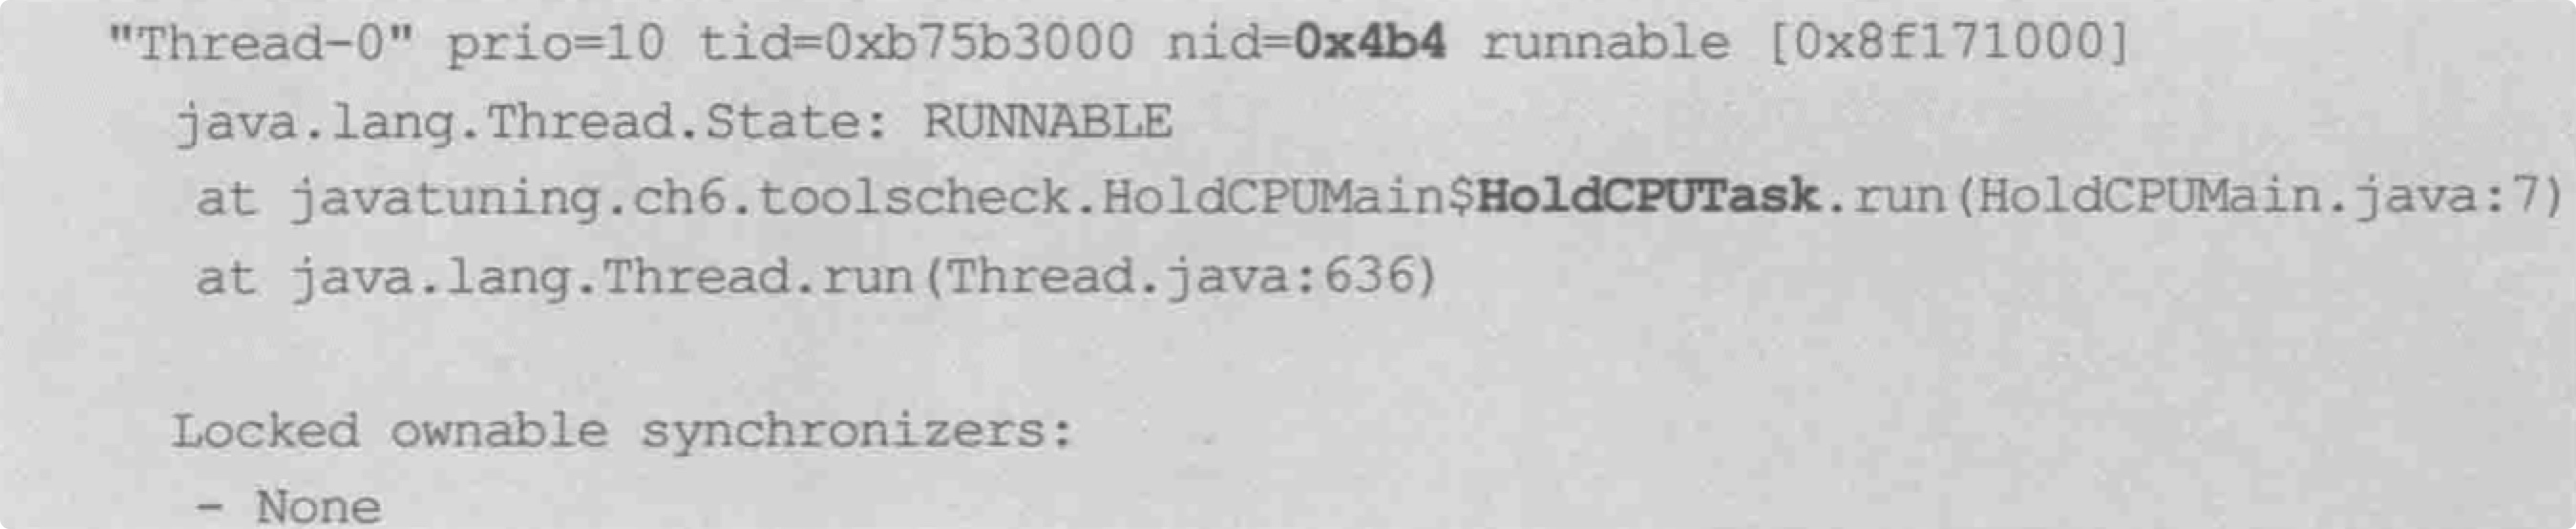 "Thread-0" prio=10 tid=0xb75b3000 nid=0x4b4 runnable [0x8f171000]
java.lang.Thread.State: RUNNABLE
at javatuning.ch6.toolscheck.HoldCPUMain$HoldCPUTask.run(HoldCPUMain.java:7)
at java.lang.Thread.run(Thread.java:636)
Locked ownable synchronizers:
- None